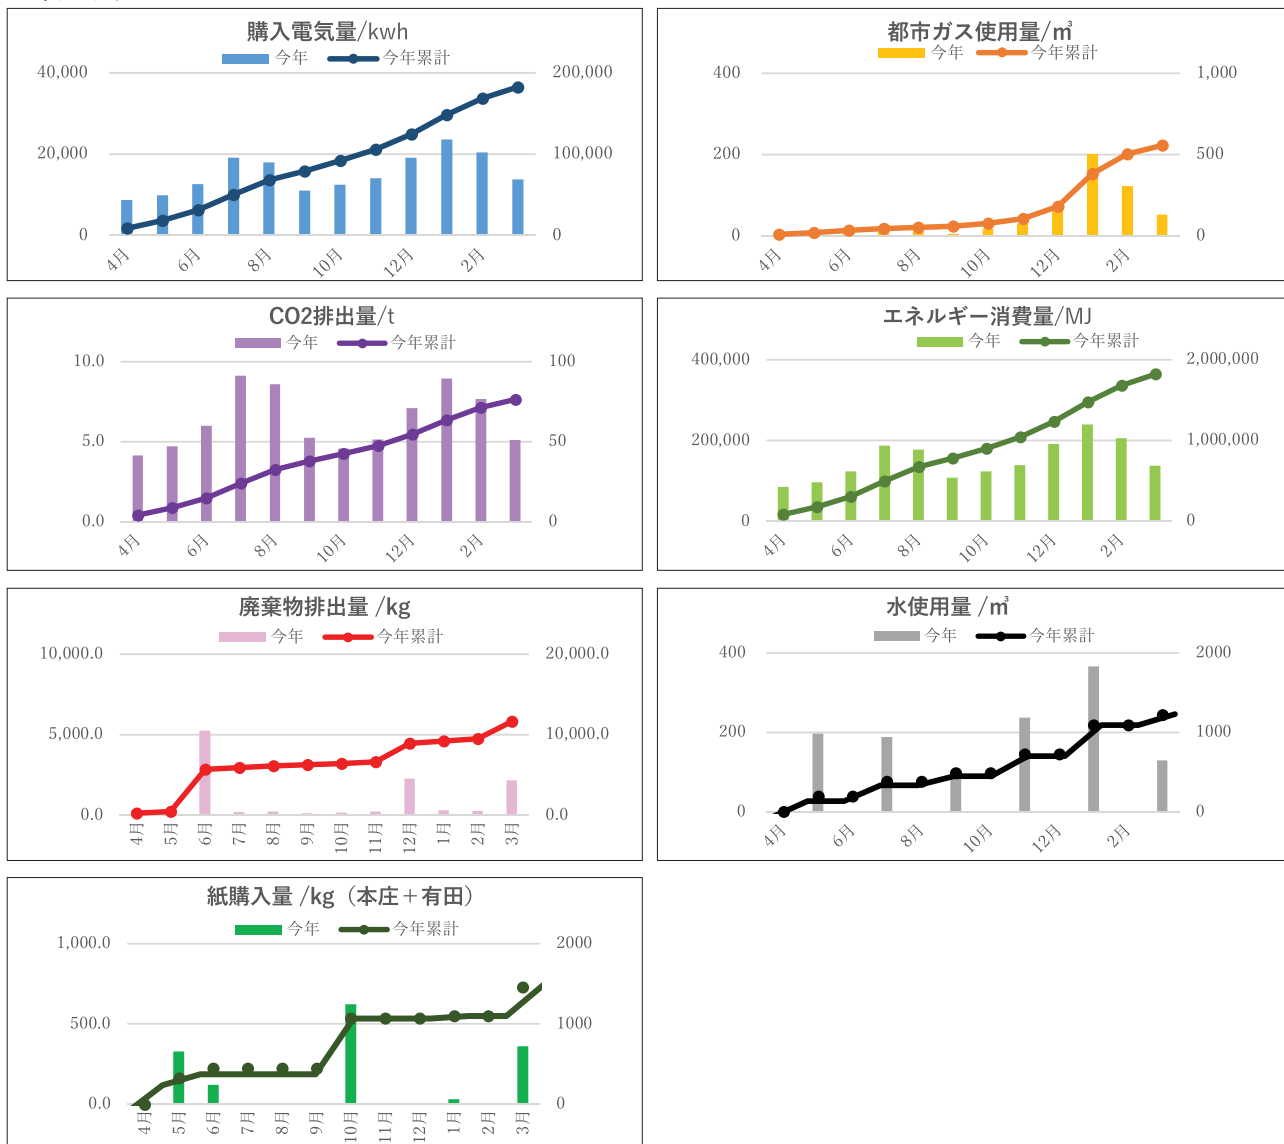 購入電気量/kwh
今年 今年累計
40,000 200,000
20,000 100,000
0 0
4月 6月 8月 10月 12月 2月
都市ガス使用量/㎥
今年 今年累計
400 1,000
200 500
0 0
4月 6月 8月 10月 12月 2月
CO2排出量/t
今年 今年累計
10.0 100
5.0 50
0.0 0
4月 6月 8月 10月 12月 2月
エネルギー消費量/MJ
今年 今年累計
400,000 2,000,000
200,000 1,000,000
0 0
4月 6月 8月 10月 12月 2月
廃棄物排出量 /kg
今年 今年累計
10,000.0 20,000.0
5,000.0 10,000.0
0.0 0.0
4月 5月 6月 7月 8月 9月 10月 11月 12月 1月 2月 3月
水使用量 /㎥
今年 今年累計
400 2000
200 1000
0 0
4月 6月 8月 10月 12月 2月
紙購入量 /kg（本庄＋有田）
今年 今年累計
1,000.0 2000
500.0 1000
0.0 0
4月 5月 6月 7月 8月 9月 10月 11月 12月 1月 2月 3月